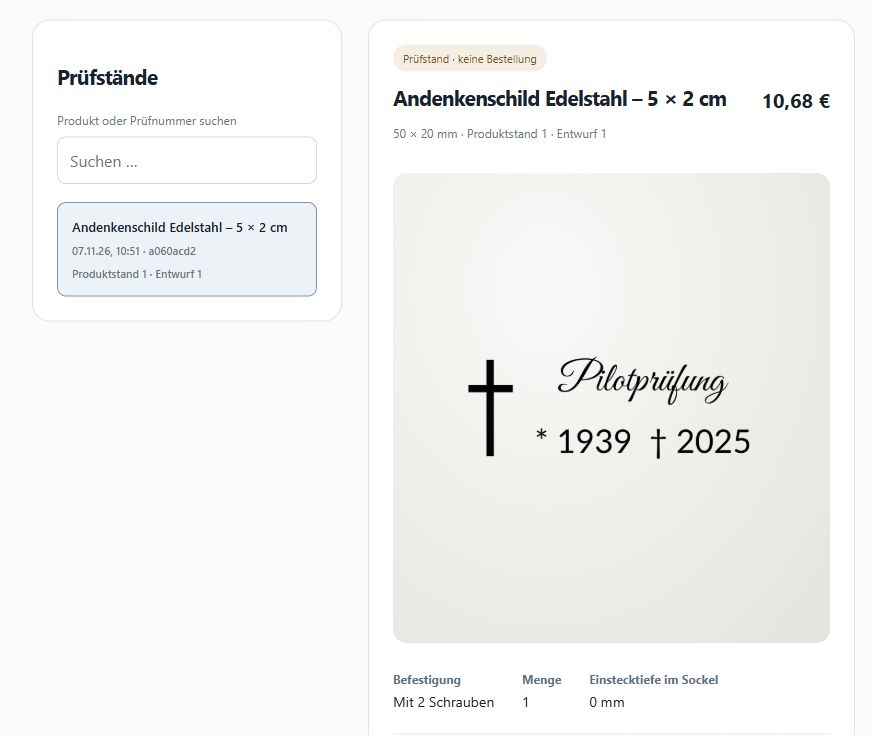 Prüfstände
Produkt oder Prüfnummer suchen
Suchen ...
Andenkenschild Edelstahl – 5 × 2 cm
07.11.26, 10:51 · a060acd2
Produktstand 1 · Entwurf 1
Prüfstand · keine Bestellung
Andenkenschild Edelstahl – 5 × 2 cm 10,68 €
50 × 20 mm · Produktstand 1 · Entwurf 1
Pilotprüfung
* 1939 † 2025
Befestigung Menge Einstecktiefe im Sockel
Mit 2 Schrauben 1 0 mm